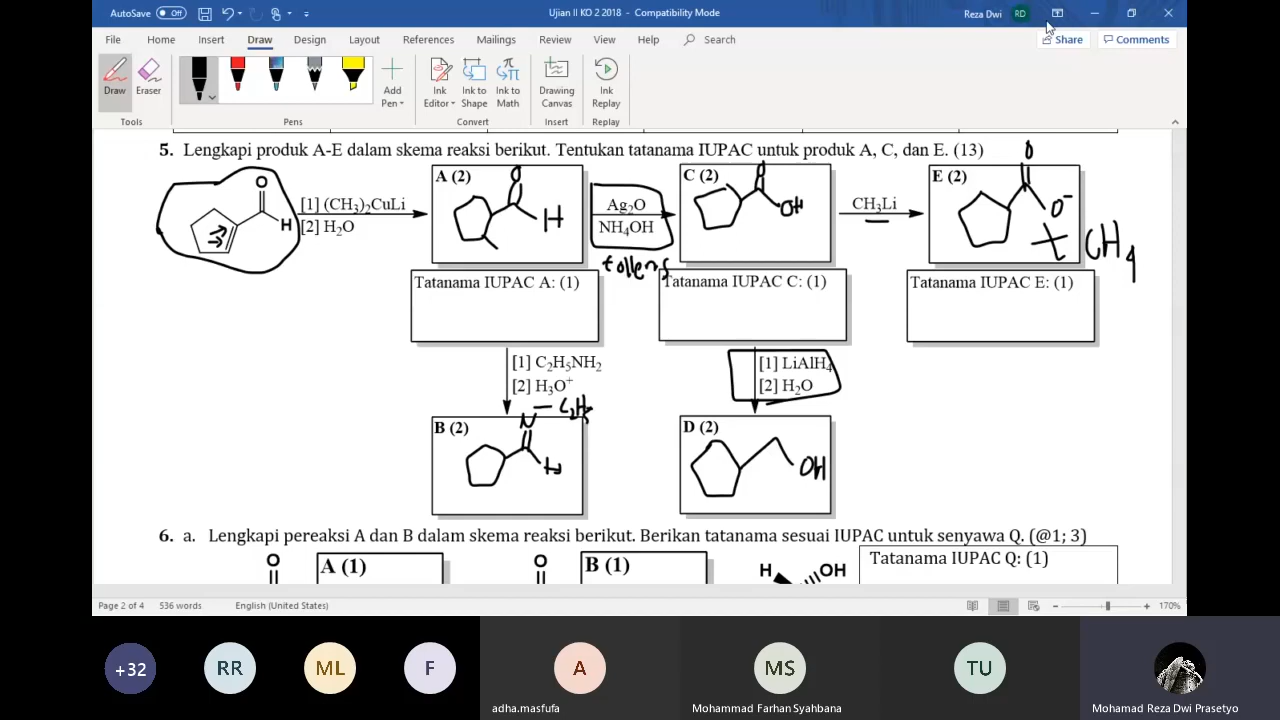 AutoSave Off
Ujian II KO 2 2018 - Compatibility Mode
Reza Dwi RD
File Home Insert Draw Design Layout References Mailings Review View Help Search
Share Comments
Draw Eraser
Add Pen
Ink Editor
Ink to Shape
Ink to Math
Drawing Canvas
Ink Replay
Tools Pens Convert Insert Replay
5. Lengkapi produk A-E dalam skema reaksi berikut. Tentukan tatanama IUPAC untuk produk A, C, dan E. (13)
O
H
[1] (CH3)2CuLi
[2] H2O
A (2)
O
H
Ag2O
NH4OH
tollens
C (2)
O
OH
CH3Li
E (2)
O
O-
+ CH4
Tatanama IUPAC A: (1)
Tatanama IUPAC C: (1)
Tatanama IUPAC E: (1)
[1] C2H5NH2
[2] H3O+
[1] LiAlH4
[2] H2O
B (2)
N - C2H5
H
D (2)
OH
6. a. Lengkapi pereaksi A dan B dalam skema reaksi berikut. Berikan tatanama sesuai IUPAC untuk senyawa Q. (@1; 3)
O
A (1)
O
B (1)
H
OH
Tatanama IUPAC Q: (1)
Page 2 of 4 536 words English (United States)
170%
+32 RR ML F A MS TU
adha.masfufa
Mohammad Farhan Syahbana
Mohamad Reza Dwi Prasetyo